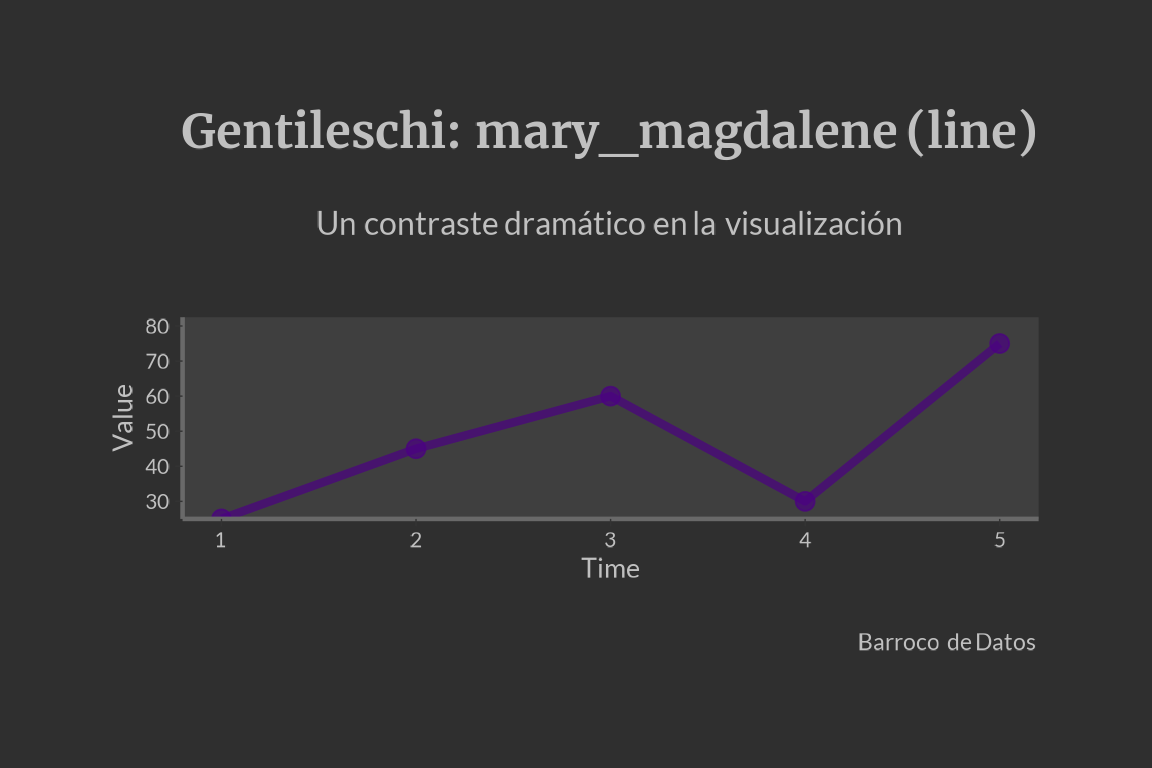 Gentileschi: mary_magdalene (line)
Un contraste dramático en la visualización
80
70
60
50
40
30
Value
1 2 3 4 5
Time
Barroco de Datos